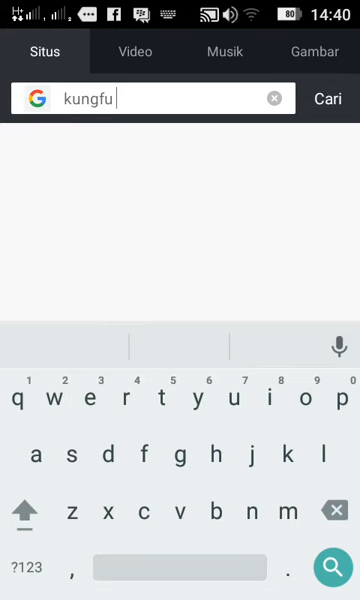 80 14:40
Situs Video Musik Gambar
kungfu Cari
1 2 3 4 5 6 7 8 9 0
q w e r t y u i o p
a s d f g h j k l
z x c v b n m
?123 , .